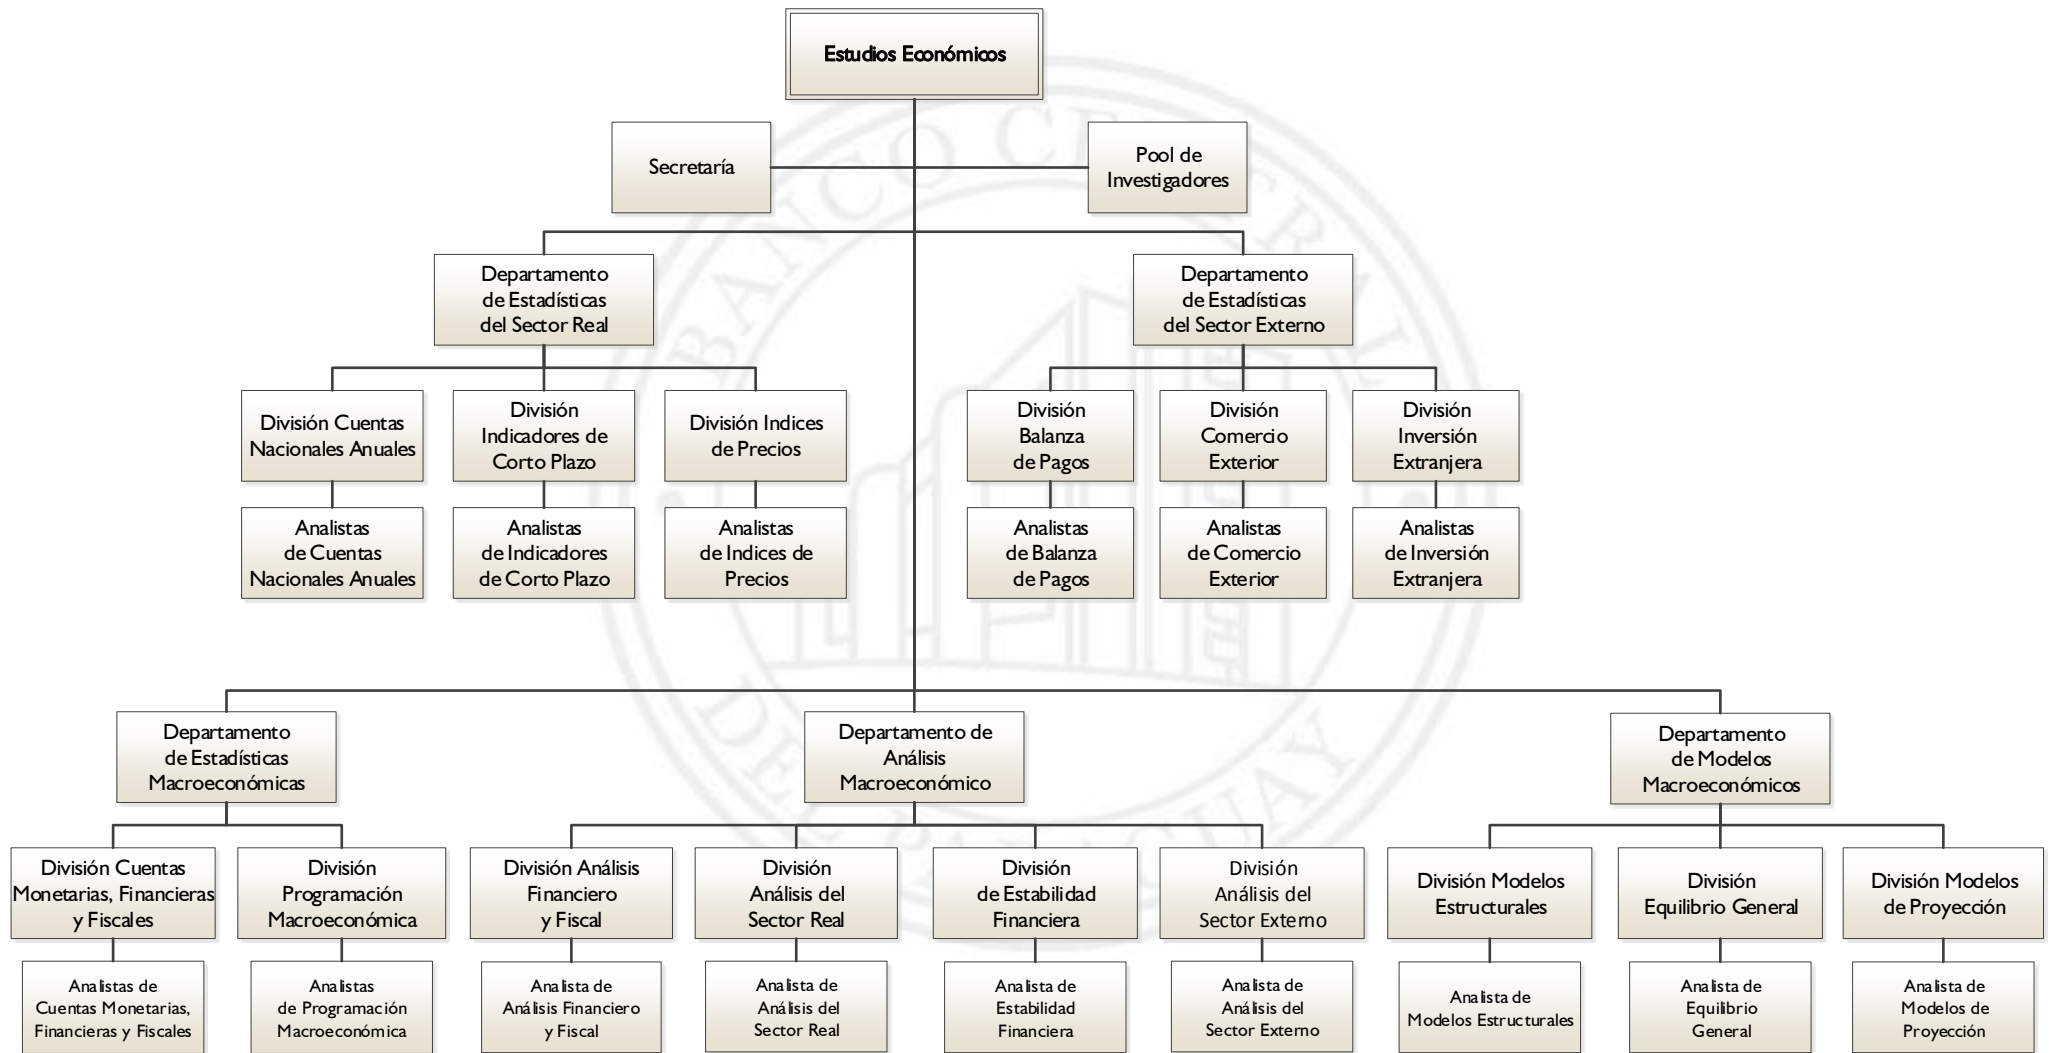 Estudios Económicos
Secretaría
Pool de
Investigadores
Departamento
de Estadísticas
del Sector Real
Departamento
de Estadísticas
del Sector Externo
División Cuentas
Nacionales Anuales
División
Indicadores de
Corto Plazo
División Indices
de Precios
División
Balanza
de Pagos
División
Comercio
Exterior
División
Inversión
Extranjera
Analistas
de Cuentas
Nacionales Anuales
Analistas
de Indicadores
de Corto Plazo
Analistas
de Indices de
Precios
Analistas
de Balanza
de Pagos
Analistas
de Comercio
Exterior
Analistas
de Inversión
Extranjera
Departamento
de Estadísticas
Macroeconómicas
Departamento de
Análisis
Macroeconómico
Departamento
de Modelos
Macroeconómicos
División Cuentas
Monetarias, Financieras
y Fiscales
División
Programación
Macroeconómica
División Análisis
Financiero
y Fiscal
División
Análisis del
Sector Real
División
de Estabilidad
Financiera
División
Análisis del
Sector Externo
División Modelos
Estructurales
División
Equilibrio General
División Modelos
de Proyección
Analistas de
Cuentas Monetarias,
Financieras y Fiscales
Analistas
de Programación
Macroeconómica
Analista de
Análisis Financiero
y Fiscal
Analista de
Análisis del
Sector Real
Analista de
Estabilidad
Financiera
Analista de
Análisis del
Sector Externo
Analista de
Modelos Estructurales
Analista de
Equilibrio
General
Analista de
Modelos de
Proyección
BANCO CENTRAL
DEL PARAGUAY